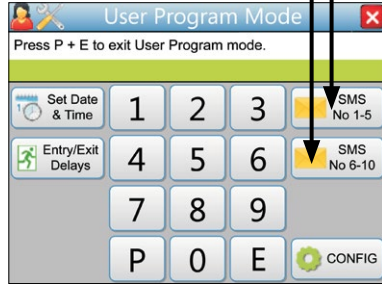 User Program Mode
Press P + E to exit User Program mode.
Set Date
& Time
1 2 3
SMS
No 1-5
Entry/Exit
Delays
4 5 6
SMS
No 6-10
7 8 9
P 0 E
CONFIG